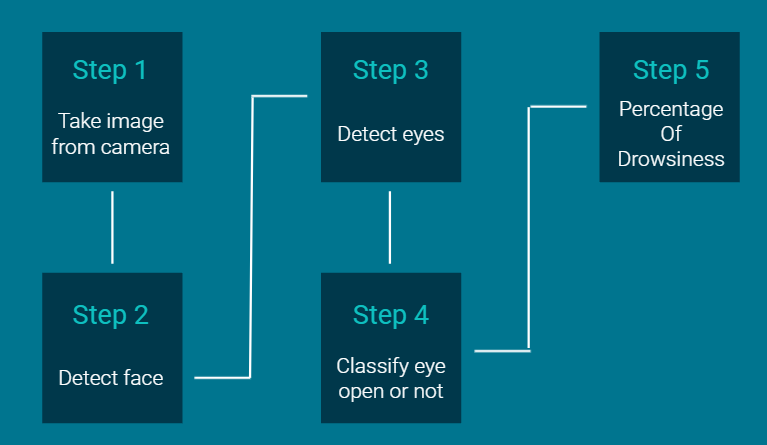 Step 1
Take image
from camera
Step 2
Detect face
Step 3
Detect eyes
Step 4
Classify eye
open or not
Step 5
Percentage
Of
Drowsiness